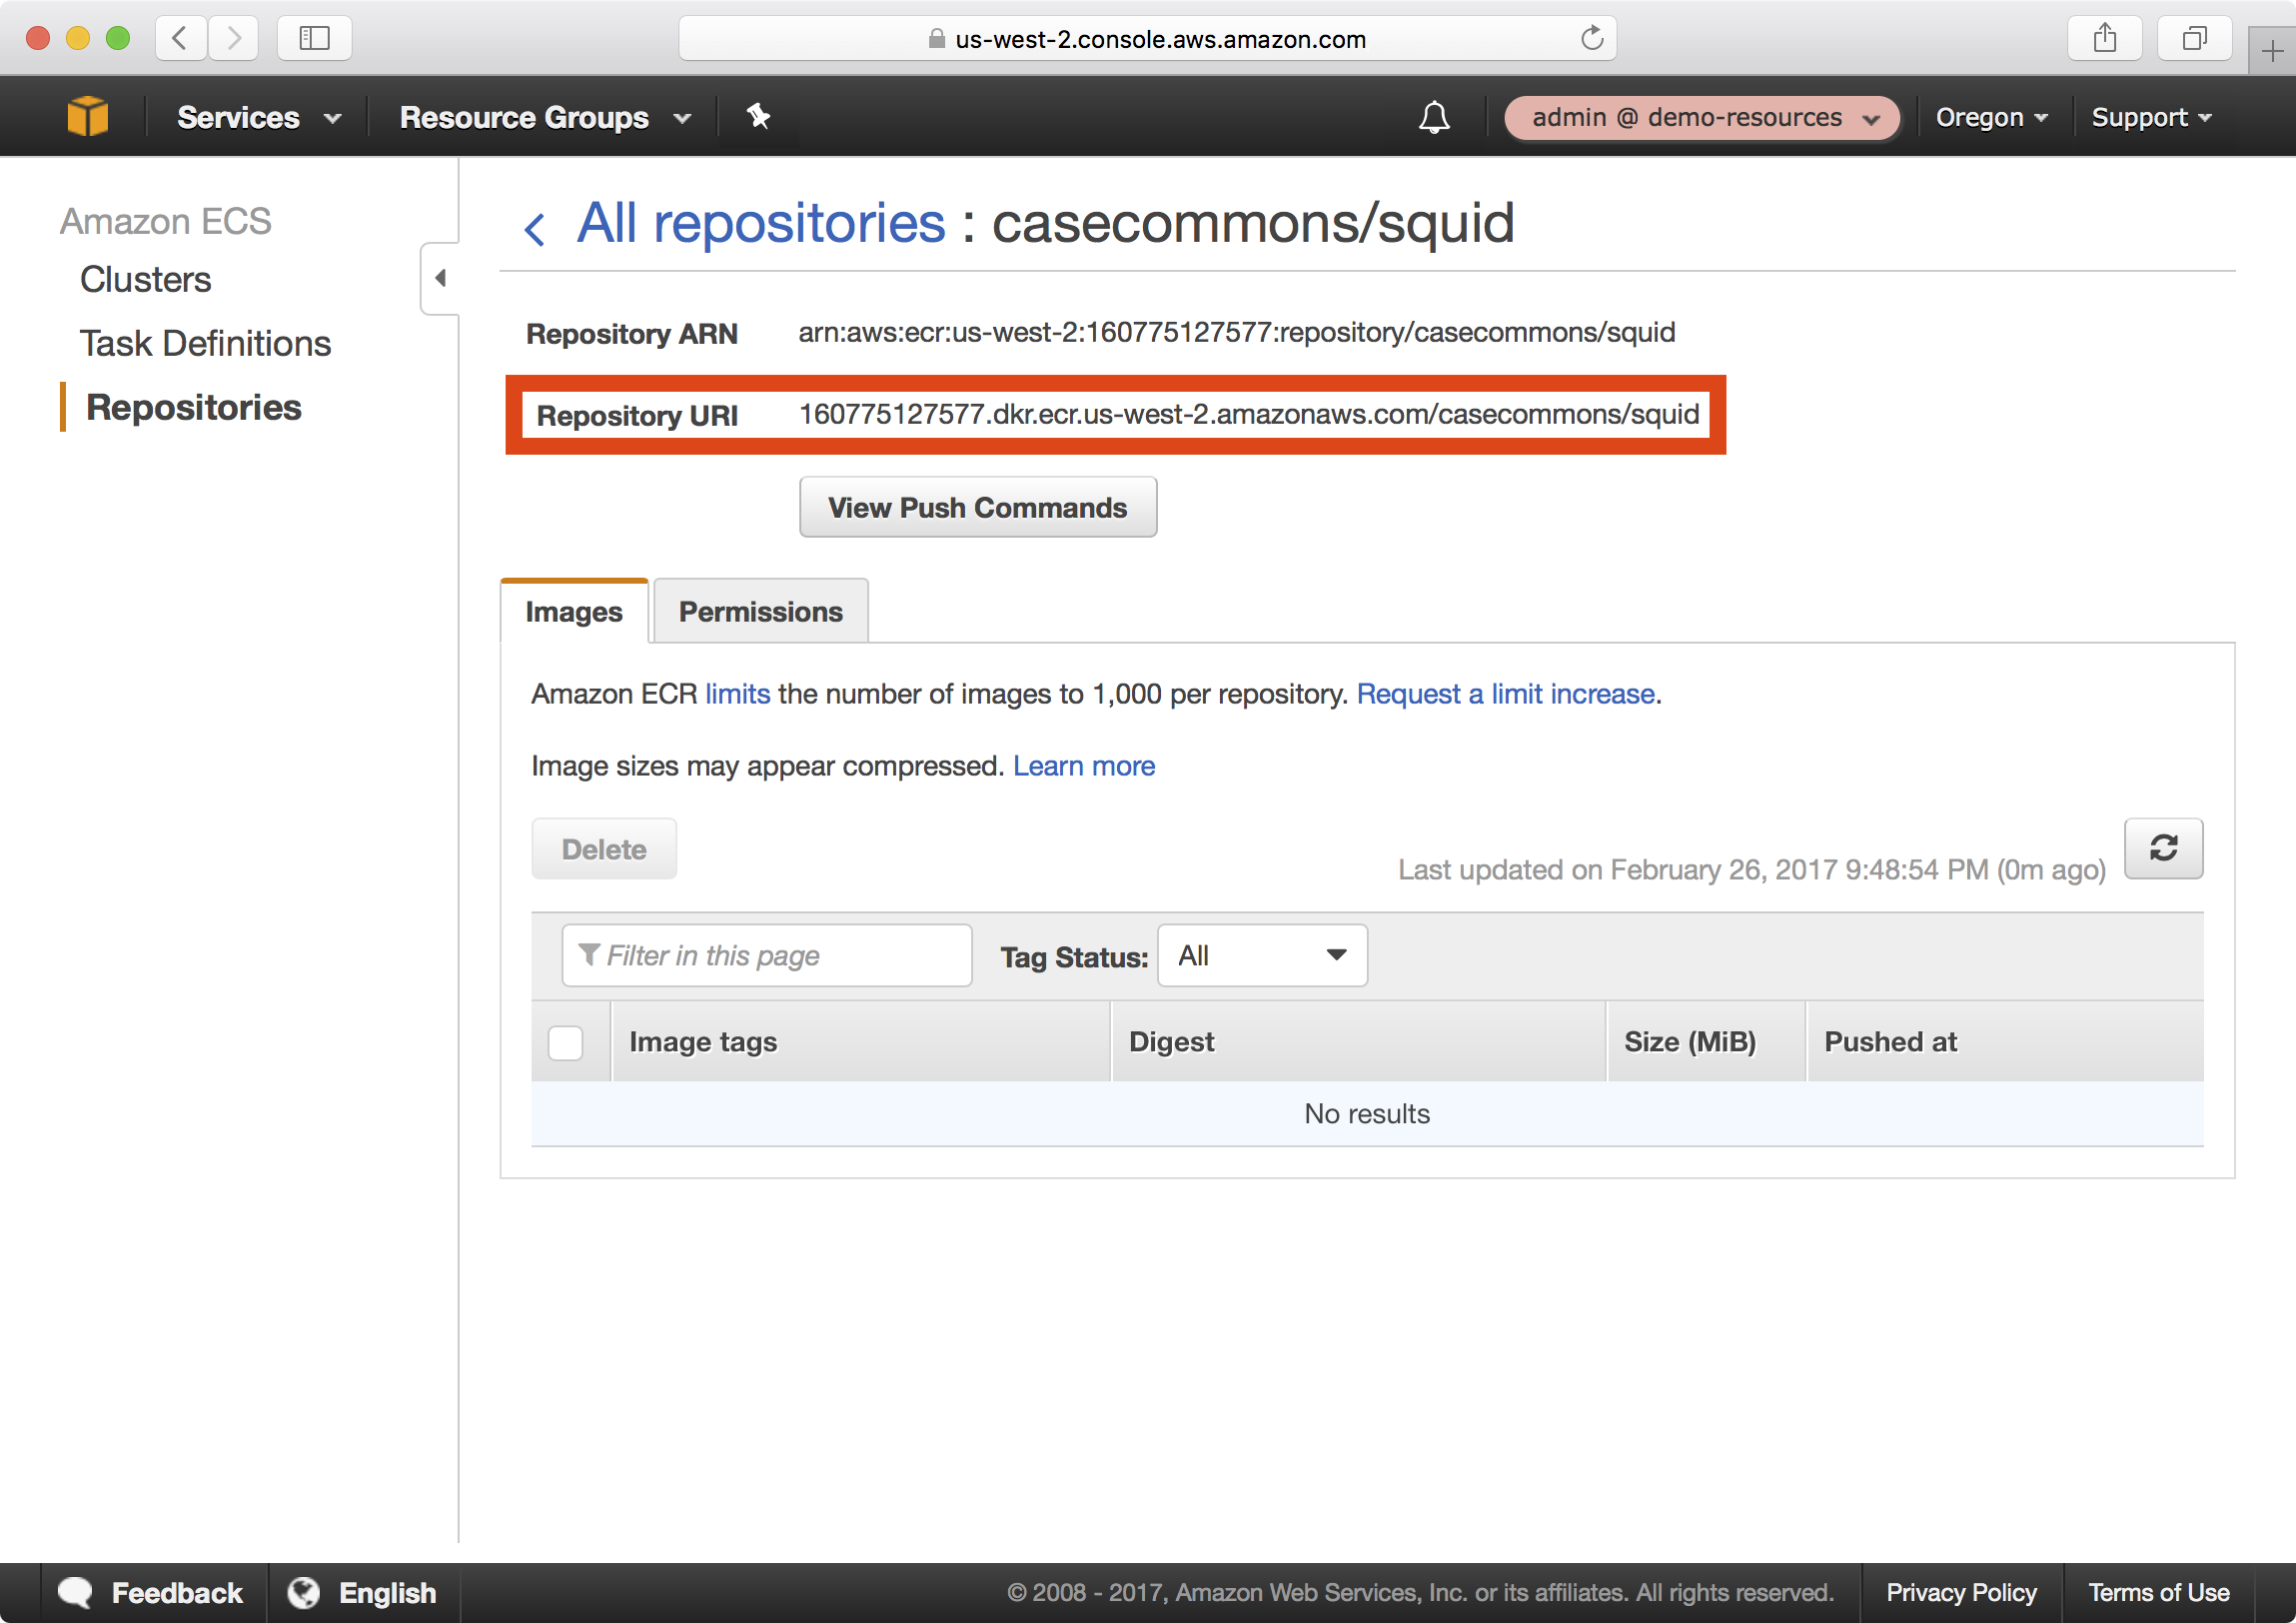 us-west-2.console.aws.amazon.com
Services Resource Groups admin @ demo-resources Oregon Support
Amazon ECS
Clusters
Task Definitions
Repositories
All repositories : casecommons/squid
Repository ARN arn:aws:ecr:us-west-2:160775127577:repository/casecommons/squid
Repository URI 160775127577.dkr.ecr.us-west-2.amazonaws.com/casecommons/squid
View Push Commands
Images Permissions
Amazon ECR limits the number of images to 1,000 per repository. Request a limit increase.
Image sizes may appear compressed. Learn more
Delete
Last updated on February 26, 2017 9:48:54 PM (0m ago)
Filter in this page Tag Status: All
Image tags Digest Size (MiB) Pushed at
No results
Feedback English © 2008 - 2017, Amazon Web Services, Inc. or its affiliates. All rights reserved. Privacy Policy Terms of Use